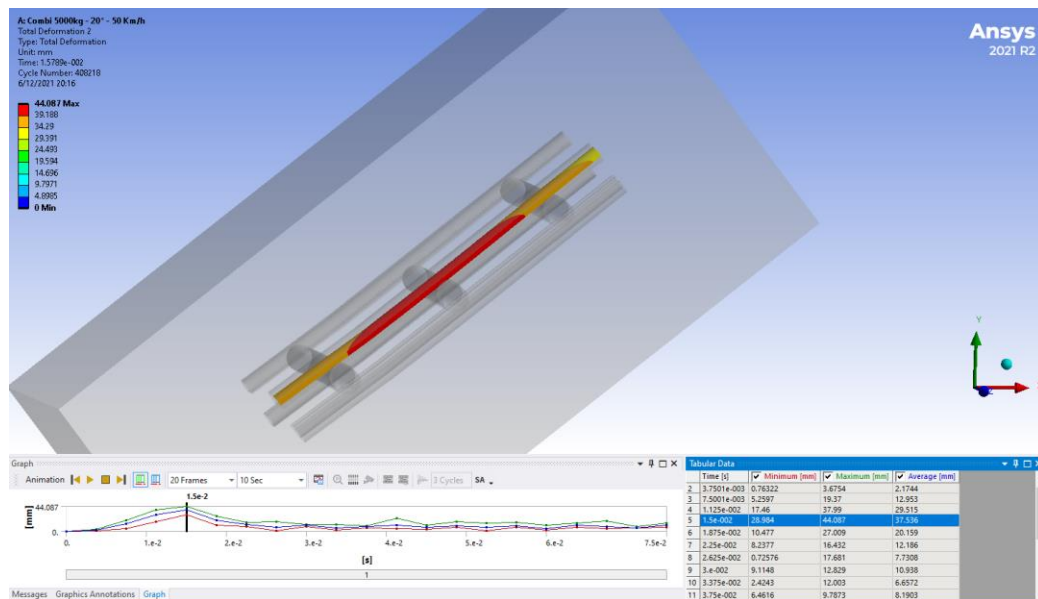 A: Combi 5000kg - 20° - 50 Km/h
Total Deformation 2
Type: Total Deformation
Unit: mm
Time: 1.5789e-002
Cycle Number: 408218
6/12/2021 20:16
44.087 Max
39.188
34.29
29.391
24.493
19.594
14.696
9.7971
4.8985
0 Min
Ansys
2021 R2
Y
Graph
Animation 20 Frames 10 Sec 3 Cycles SA
1.5e-2
44.087
[mm]
0.
0. 1.e-2 2.e-2 3.e-2 4.e-2 5.e-2 6.e-2 7.5e-2
[s]
1
Messages Graphics Annotations Graph
Tabular Data
Time [s] Minimum [mm] Maximum [mm] Average [mm]
2 3.7501e-003 0.76322 3.6754 2.1744
3 7.5001e-003 5.2597 19.37 12.953
4 1.125e-002 17.46 37.99 29.515
5 1.5e-002 28.984 44.087 37.536
6 1.875e-002 10.477 27.009 20.159
7 2.25e-002 8.2377 16.432 12.186
8 2.625e-002 0.72576 17.681 7.7308
9 3.e-002 9.1148 12.829 10.938
10 3.375e-002 2.4243 12.003 6.6572
11 3.75e-002 6.4616 9.7873 8.1903